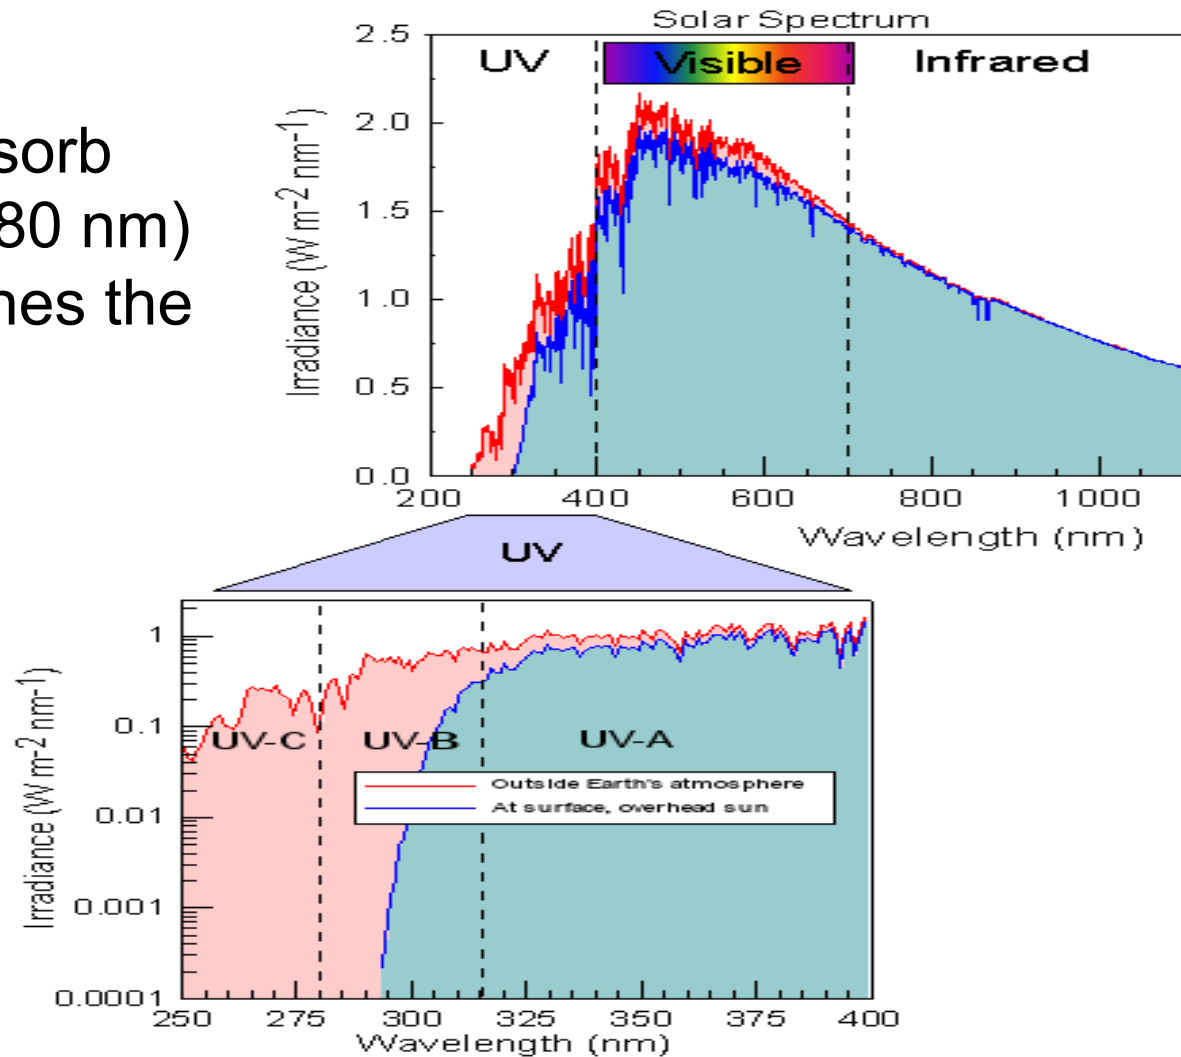 sorb
80 nm)
nes the
Solar Spectrum
UV Visible Infrared
Irradiance (W m-2 nm-1)
2.5
2.0
1.5
1.0
0.5
0.0
200 400 600 800 1000
Wavelength (nm)
UV
Irradiance (W m-2 nm-1)
1
0.1
0.01
0.001
0.0001
UV-C UV-B UV-A
Outside Earth's atmosphere
At surface, overhead sun
250 275 300 325 350 375 400
Wavelength (nm)